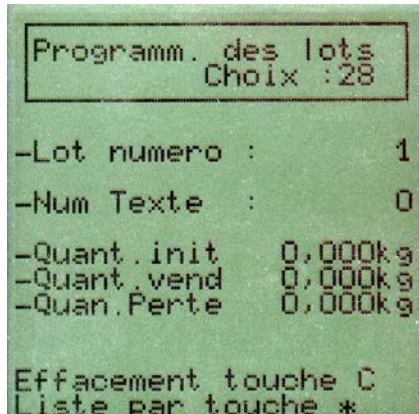 Programm. des lots
Choix :28
-Lot numero : 1
-Num Texte : 0
-Quant.init 0,000kg
-Quant.vend 0,000kg
-Quan.Perte 0,000kg
Effacement touche C
Liste par touche *